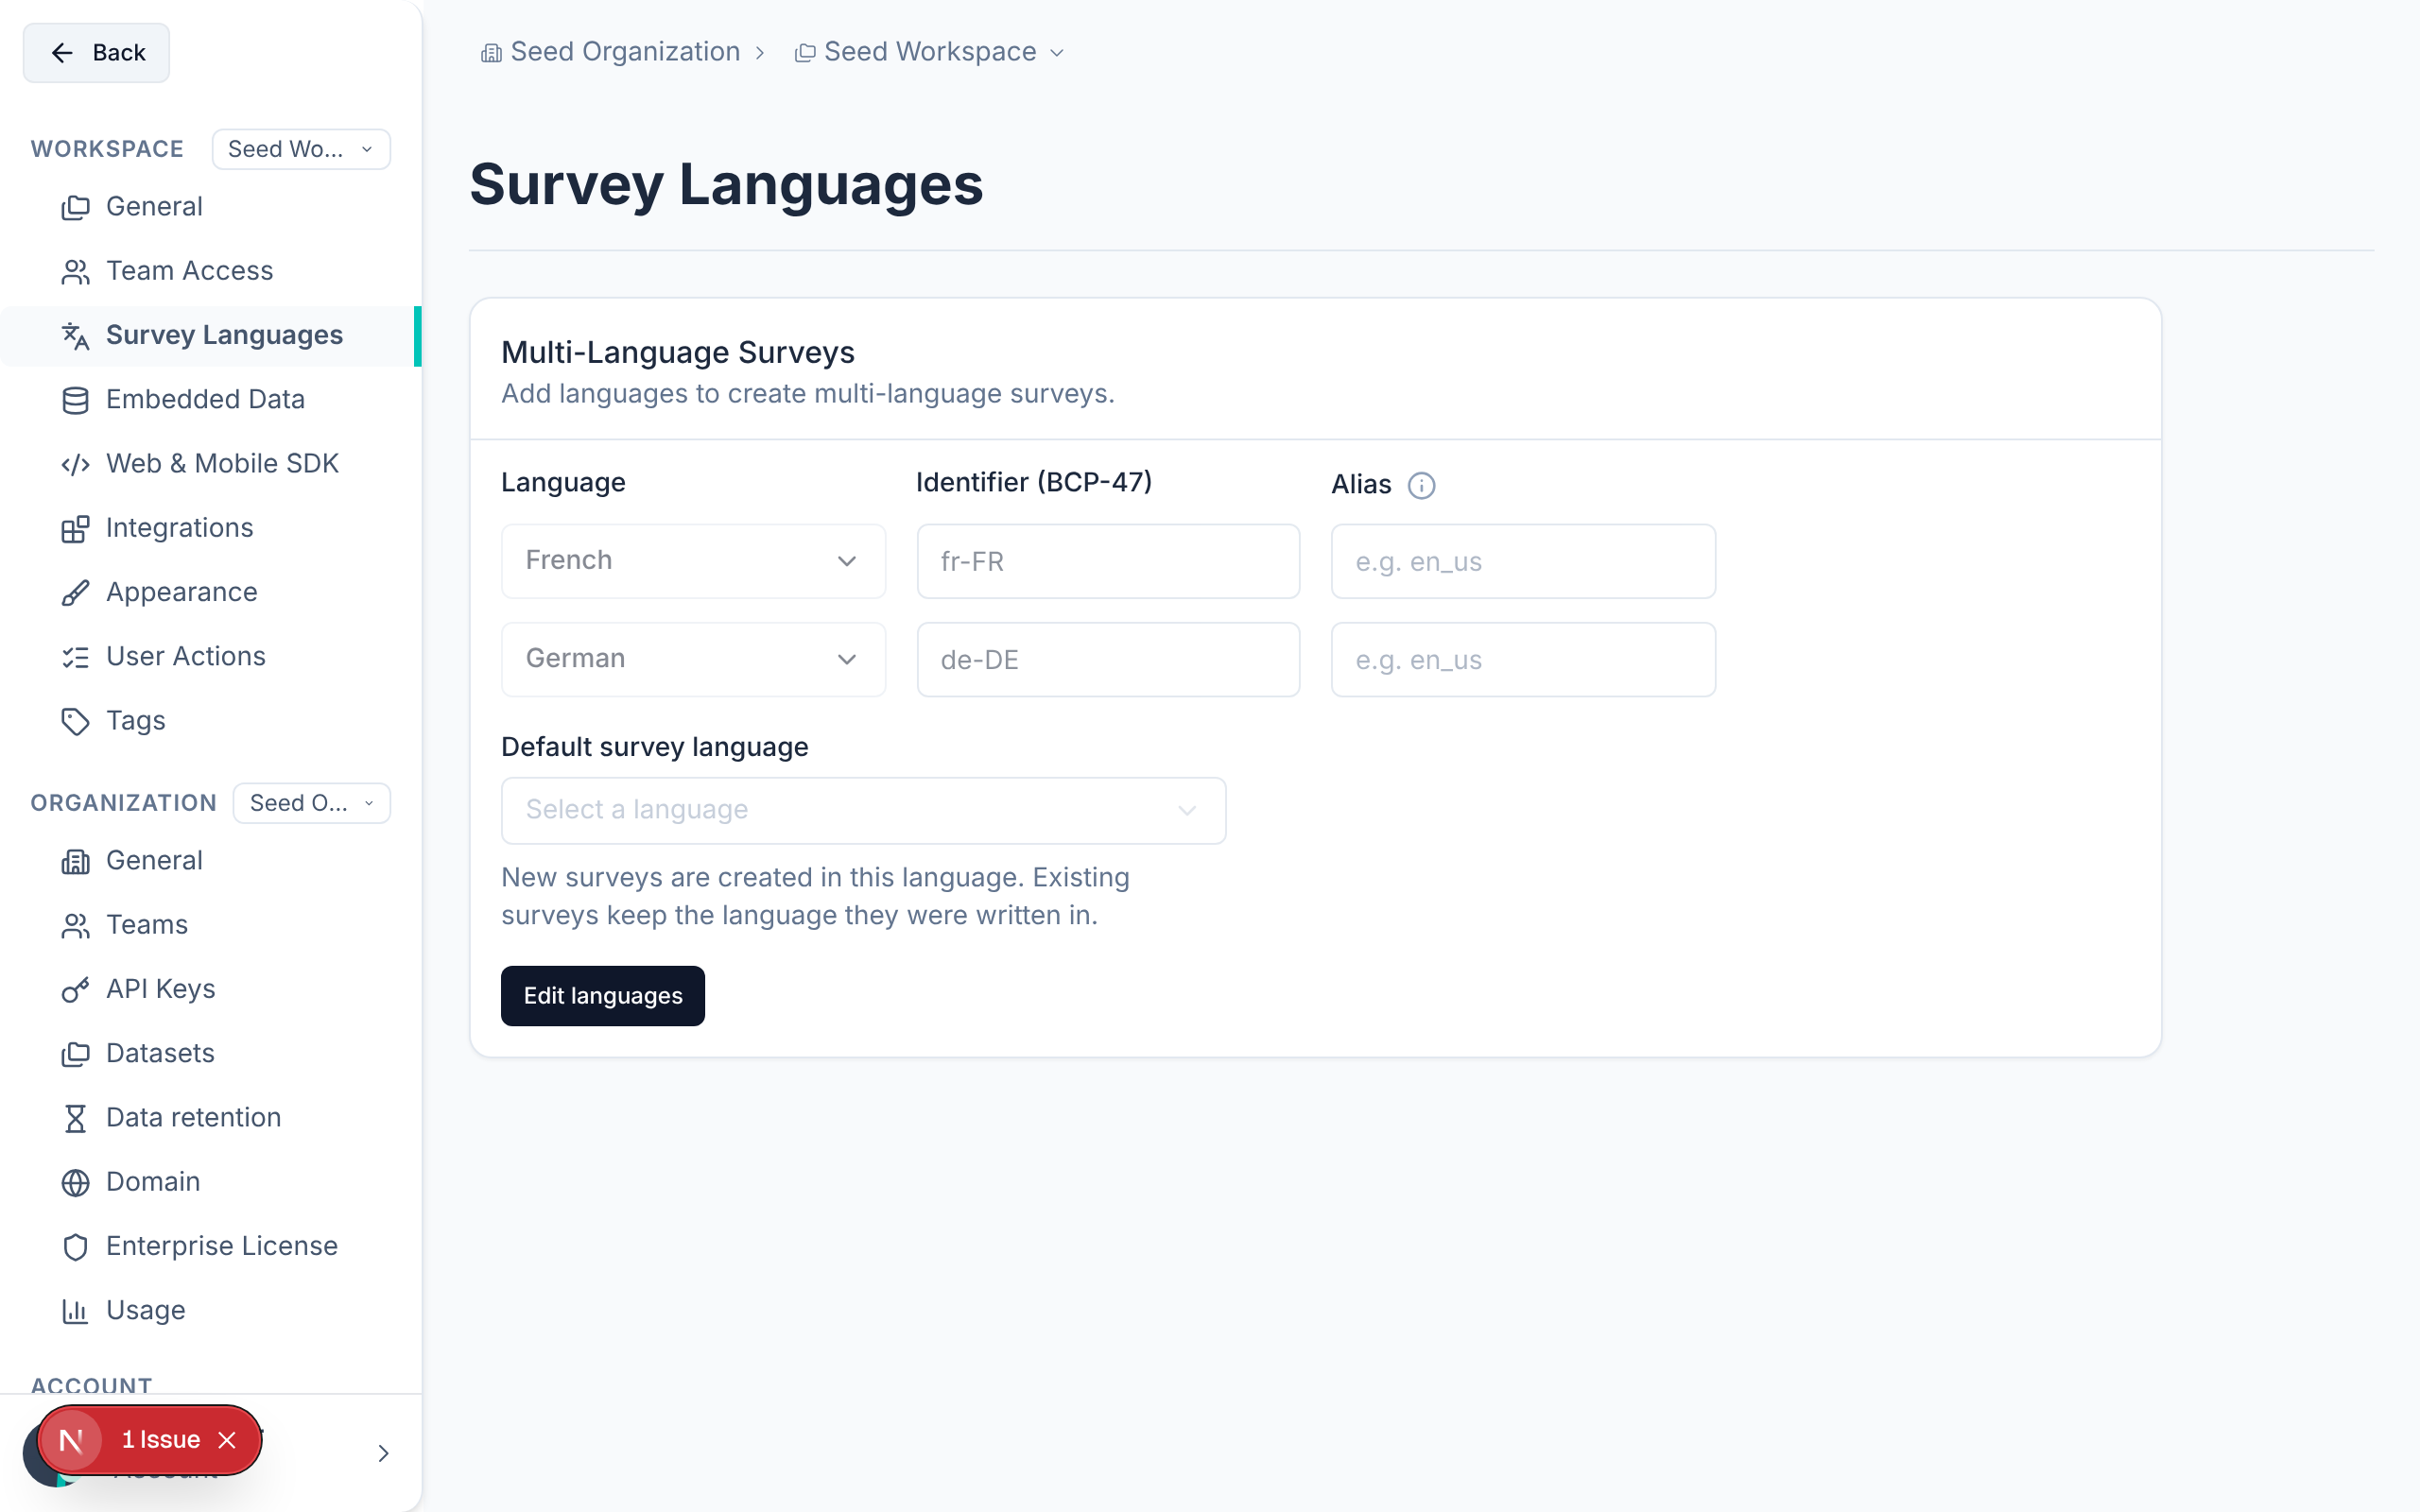 Back
Seed Organization
Seed Workspace
WORKSPACE
Seed Wo...
General
Team Access
Survey Languages
Embedded Data
Web & Mobile SDK
Integrations
Appearance
User Actions
Tags
ORGANIZATION
Seed O...
General
Teams
API Keys
Datasets
Data retention
Domain
Enterprise License
Usage
ACCOUNT
1 Issue
Survey Languages
Multi-Language Surveys
Add languages to create multi-language surveys.
Language
Identifier (BCP-47)
Alias
French
fr-FR
e.g. en_us
German
de-DE
e.g. en_us
Default survey language
Select a language
New surveys are created in this language. Existing
surveys keep the language they were written in.
Edit languages